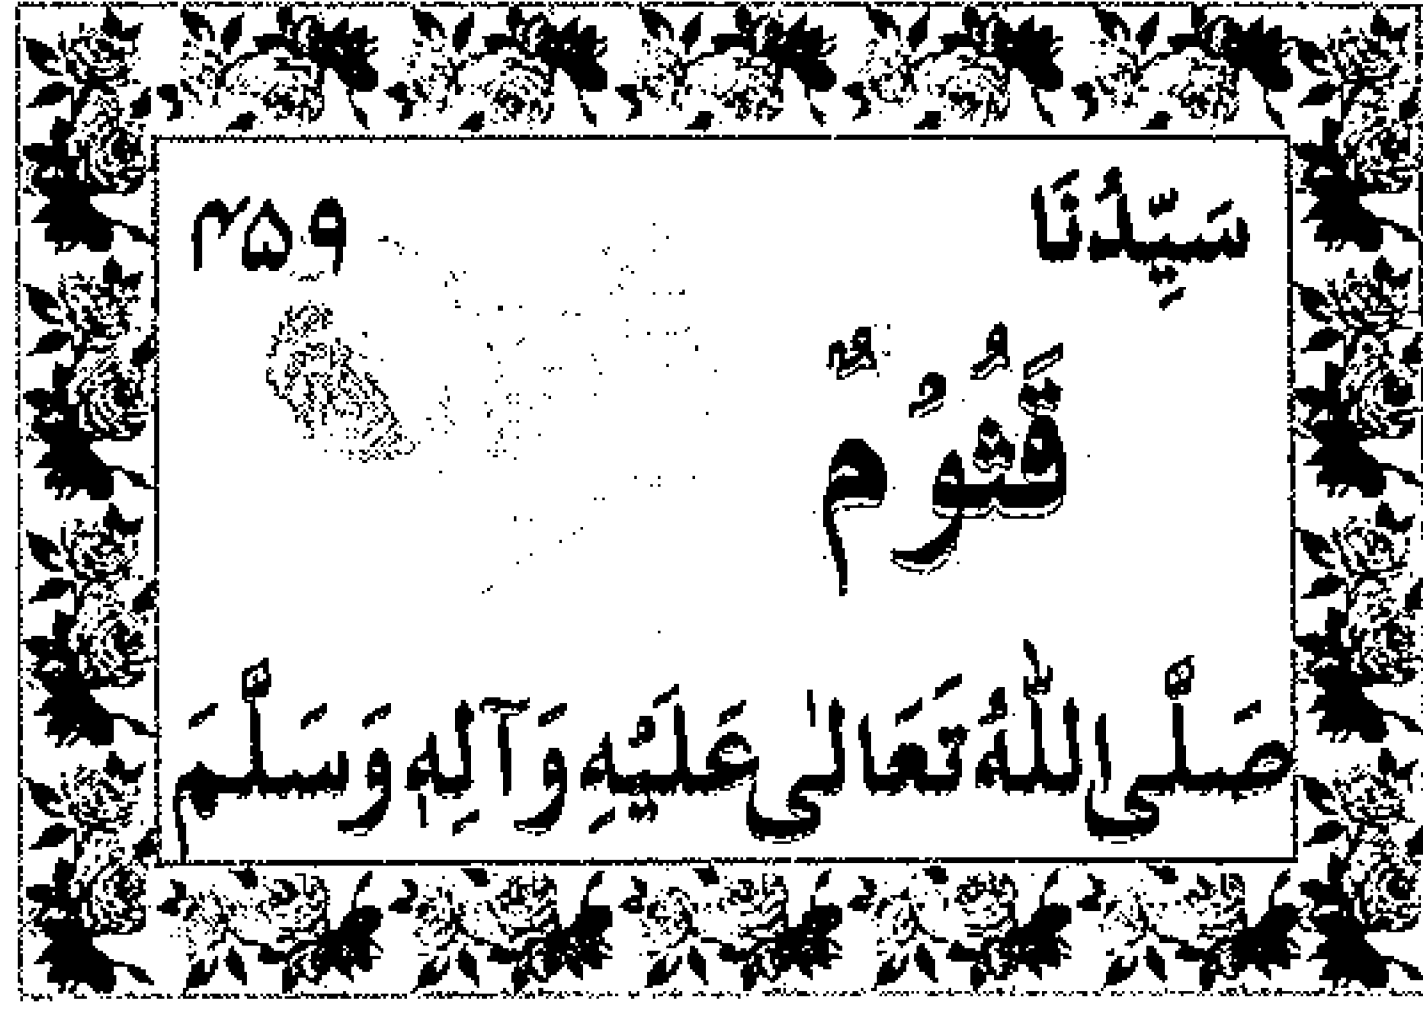 سَيِّدُنَا ۴۵۹
قَثُوُمٌ
صَلَّى اللّٰهُ تَعَالٰى عَلَيْهِ وَآلِهٖ وَسَلَّمَ